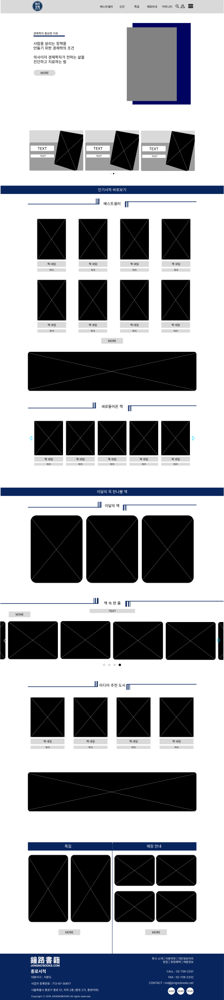 鐘路
書籍
베스트셀러 신간 특집 매장안내 커뮤니티
경제학이 필요한 이유
사람을 살리는 정책을
만들기 위한 경제학의 조건
의사이자 경제학자가 전하는 삶을
진단하고 치료하는 법
MORE
TEXT TEXT TEXT
TEXT TEXT TEXT
인기서적 바로보기
베스트셀러
책 네임 책 네임 책 네임 책 네임
작가 작가 작가 작가
책 네임 책 네임 책 네임 책 네임
작가 작가 작가 작가
MORE
새로들어온 책
책 네임 책 네임 책 네임 책 네임 책 네임
작가 작가 작가 작가 작가
이달의 꼭 만나볼 책
이달의 책
책 속 한 줄
TEXT
MORE
미디어 추천 도서
책 네임 책 네임 책 네임 책 네임
작가 작가 작가 작가
특집 매장 안내
MORE MORE
鐘路書籍
JONGNOBOOKS.COM
종로서적
대표이사 : 서분도
사업자 등록번호 : 713-87-00617
서울특별시 종로구 종로 51, 지하 2층 (종로 2가, 종로타워)
Copyright ⓒ 2016 JONGNOBOOKS All rights reserved.
회사 소개 | 이용약관 | 개인정보처리
방침 | 회원혜택 | 채용정보
CALL : 02-739-2331
FAX : 02-739-2332
CONTACT : md@jongnobooks.net
Icon Icon Icon